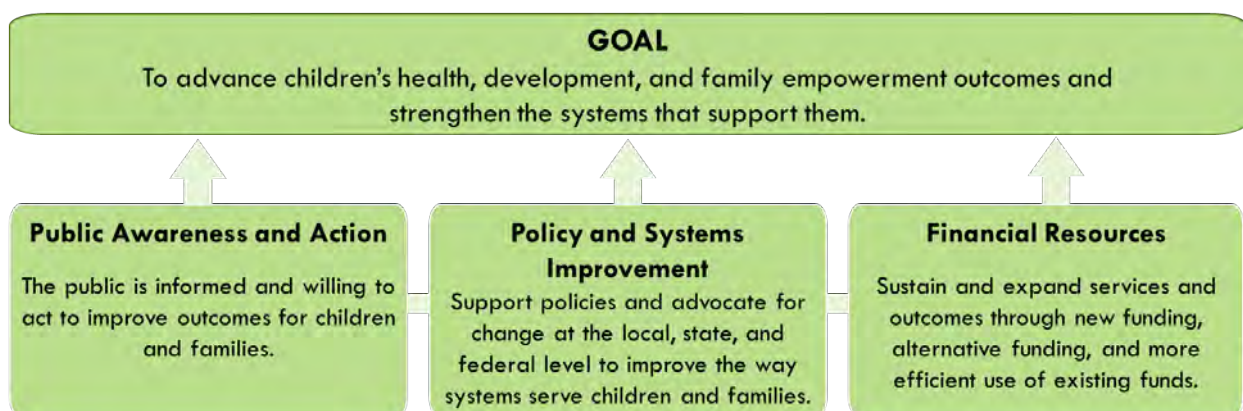 GOAL
To advance children's health, development, and family empowerment outcomes and
strengthen the systems that support them.
Public Awareness and Action
The public is informed and willing to
act to improve outcomes for children
and families.
Policy and Systems
Improvement
Support policies and advocate for
change at the local, state, and
federal level to improve the way
systems serve children and families.
Financial Resources
Sustain and expand services and
outcomes through new funding,
alternative funding, and more
efficient use of existing funds.